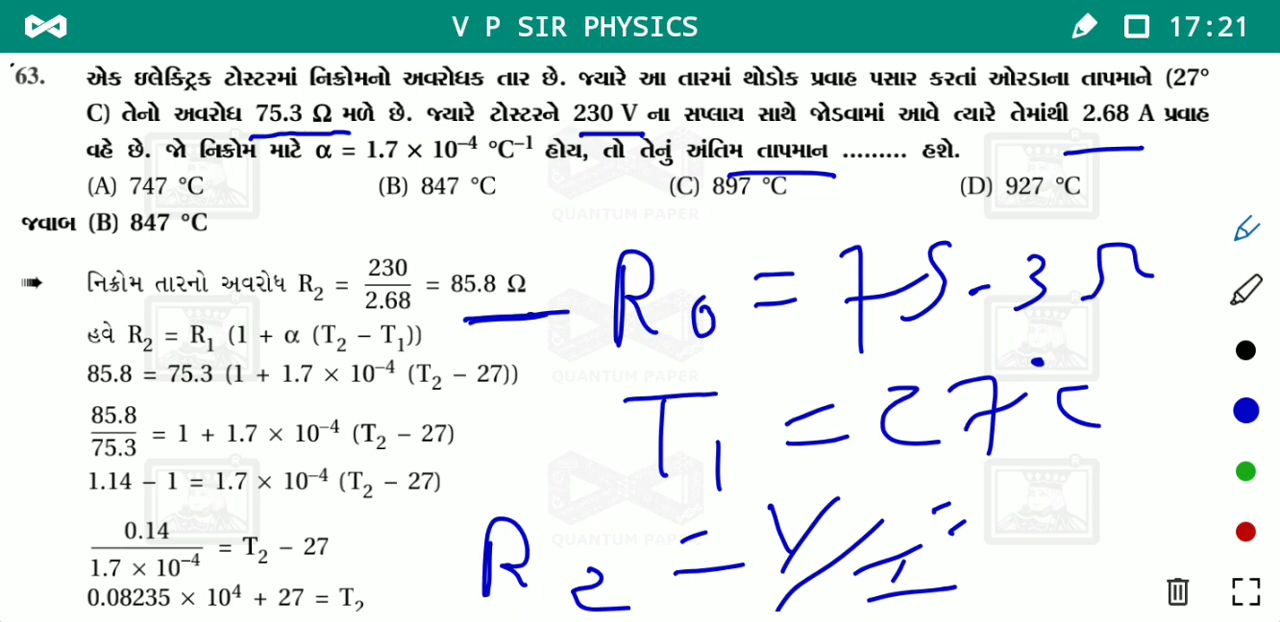 V P SIR PHYSICS 17:21
63. એક ઇલેક્ટ્રિક ટોસ્ટરમાં નિક્રોમનો અવરોધક તાર છે. જ્યારે આ તારમાં થોડોક પ્રવાહ પસાર કરતાં ઓરડાના તાપમાને (27°
C) તેનો અવરોધ 75.3 Ω મળે છે. જ્યારે ટોસ્ટરને 230 V ના સપ્લાય સાથે જોડવામાં આવે ત્યારે તેમાંથી 2.68 A પ્રવાહ
વહે છે. જો નિક્રોમ માટે α = 1.7 × 10⁻⁴ °C⁻¹ હોય, તો તેનું અંતિમ તાપમાન ......... હશે.
(A) 747 °C (B) 847 °C (C) 897 °C (D) 927 °C
QUANTUM PAPER
જવાબ (B) 847 °C
નિક્રોમ તારનો અવરોધ R₂ = 230/2.68 = 85.8 Ω
R₀ = 75.3 Ω
હવે R₂ = R₁ (1 + α (T₂ – T₁))
85.8 = 75.3 (1 + 1.7 × 10⁻⁴ (T₂ – 27))
QUANTUM PAPER
T₁ = 27°C
85.8/75.3 = 1 + 1.7 × 10⁻⁴ (T₂ – 27)
1.14 – 1 = 1.7 × 10⁻⁴ (T₂ – 27)
QUANTUM PAP
R₂ = V/I
0.14/1.7 × 10⁻⁴ = T₂ – 27
0.08235 × 10⁴ + 27 = T₂